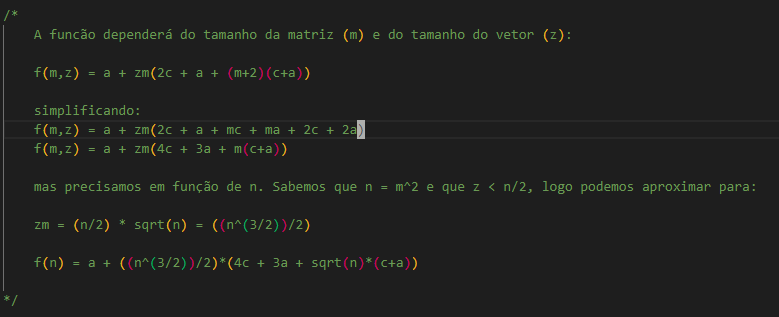 /*
A funcão dependerá do tamanho da matriz (m) e do tamanho do vetor (z):
f(m,z) = a + zm(2c + a + (m+2)(c+a))
simplificando:
f(m,z) = a + zm(2c + a + mc + ma + 2c + 2a)
f(m,z) = a + zm(4c + 3a + m(c+a))
mas precisamos em função de n. Sabemos que n = m^2 e que z < n/2, logo podemos aproximar para:
zm = (n/2) * sqrt(n) = ((n^(3/2))/2)
f(n) = a + ((n^(3/2))/2)*(4c + 3a + sqrt(n)*(c+a))
*/